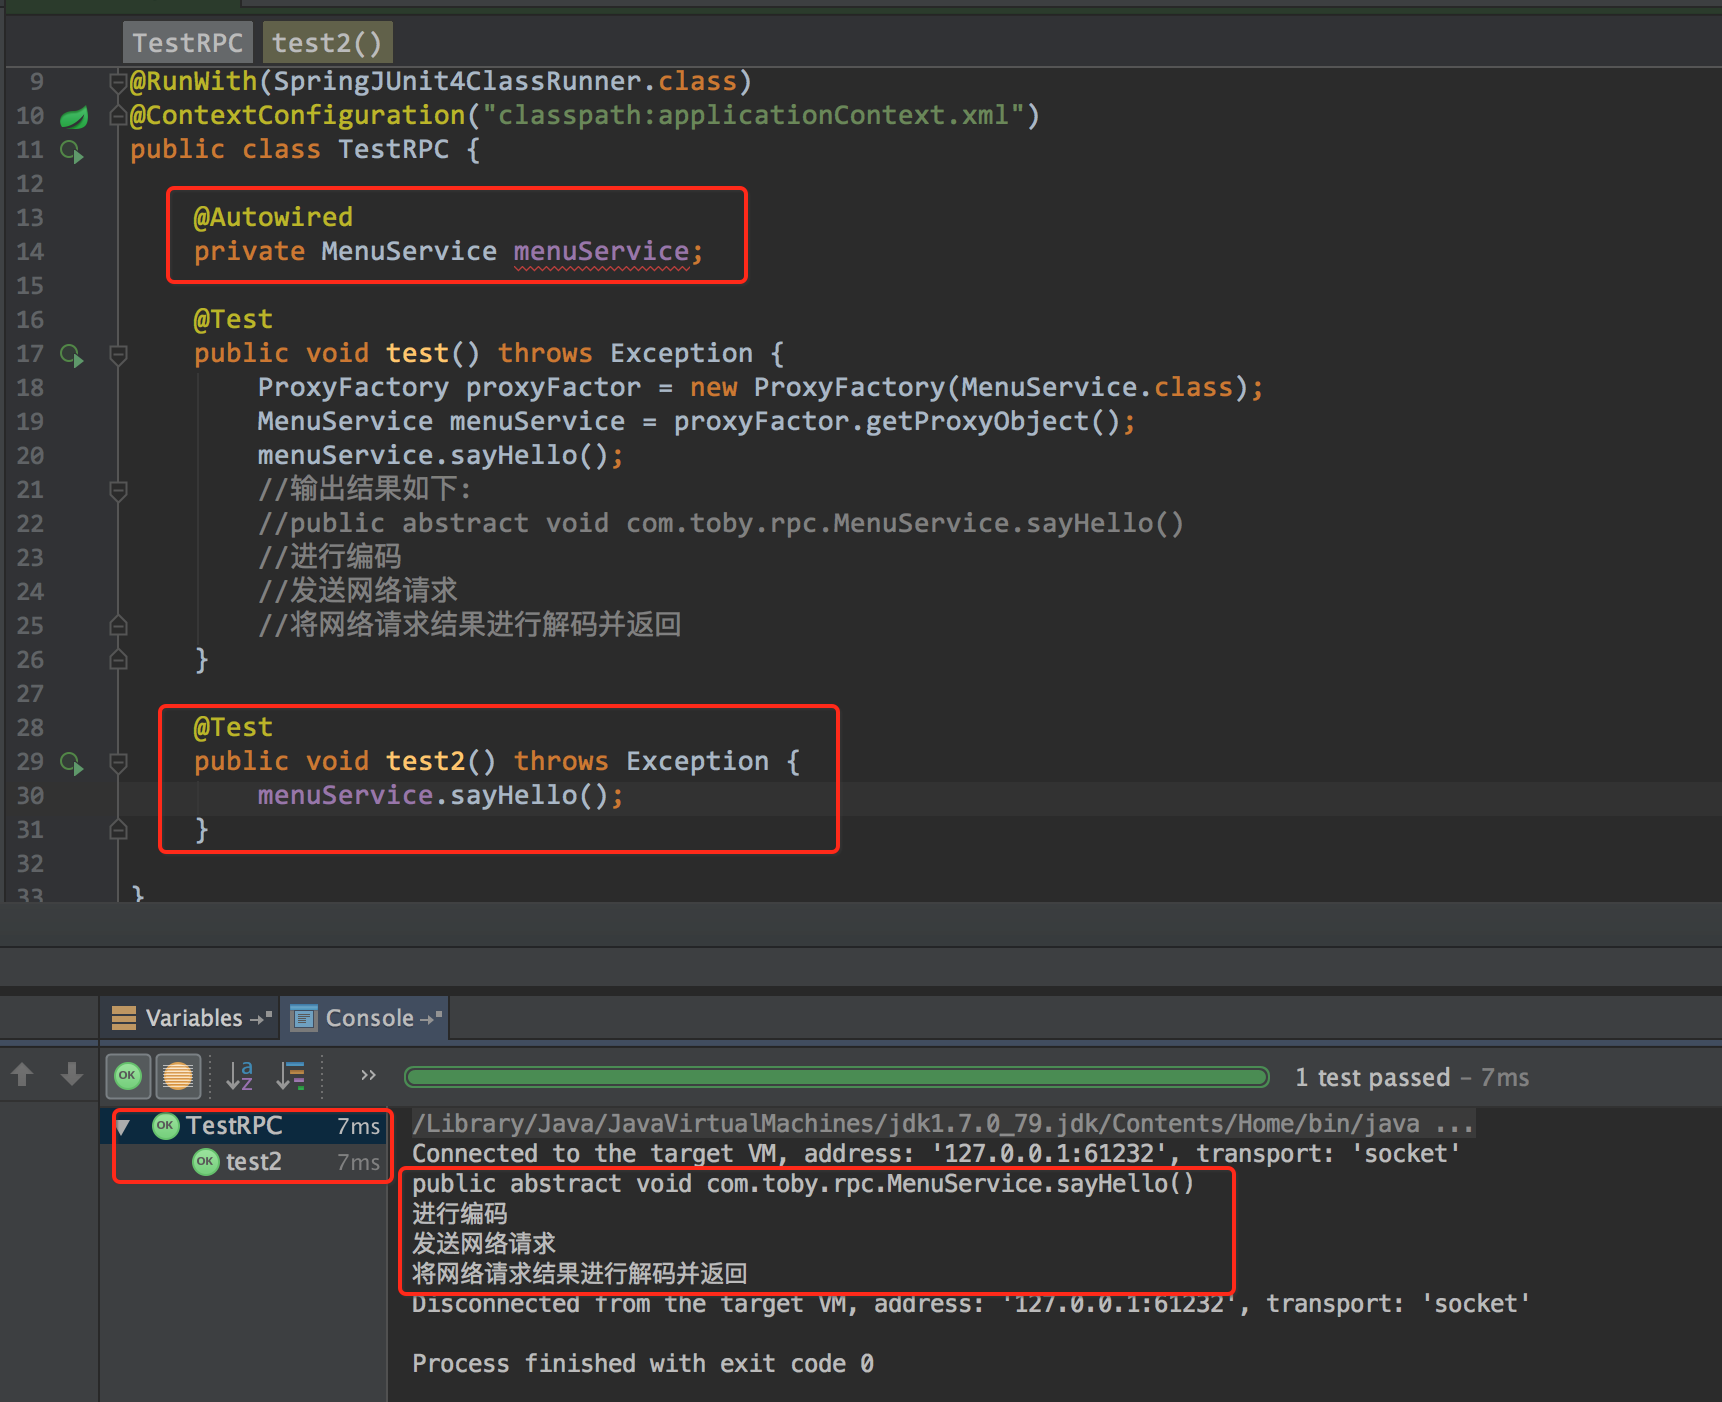 TestRPC test2()
9 @RunWith(SpringJUnit4ClassRunner.class)
10 @ContextConfiguration("classpath:applicationContext.xml")
11 public class TestRPC {
12
13 @Autowired
14 private MenuService menuService;
15
16 @Test
17 public void test() throws Exception {
18 ProxyFactory proxyFactor = new ProxyFactory(MenuService.class);
19 MenuService menuService = proxyFactor.getProxyObject();
20 menuService.sayHello();
21 //输出结果如下:
22 //public abstract void com.toby.rpc.MenuService.sayHello()
23 //进行编码
24 //发送网络请求
25 //将网络请求结果进行解码并返回
26 }
27
28 @Test
29 public void test2() throws Exception {
30 menuService.sayHello();
31 }
32
33 }
Variables Console
OK a z » 1 test passed – 7ms
OK TestRPC 7ms
OK test2 7ms
/Library/Java/JavaVirtualMachines/jdk1.7.0_79.jdk/Contents/Home/bin/java ...
Connected to the target VM, address: '127.0.0.1:61232', transport: 'socket'
public abstract void com.toby.rpc.MenuService.sayHello()
进行编码
发送网络请求
将网络请求结果进行解码并返回
Disconnected from the target VM, address: '127.0.0.1:61232', transport: 'socket'
Process finished with exit code 0